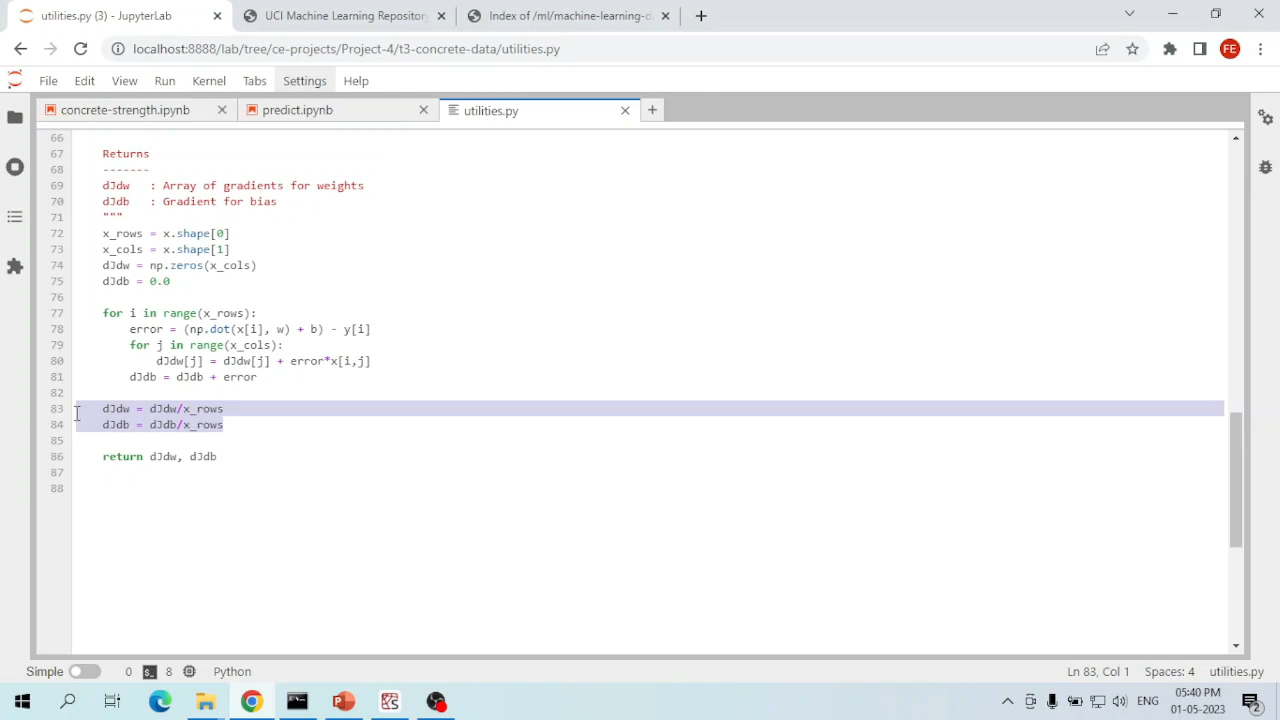 utilities.py (3) - JupyterLab
UCI Machine Learning Repository
Index of /ml/machine-learning-d
localhost:8888/lab/tree/ce-projects/Project-4/t3-concrete-data/utilities.py
FE
File Edit View Run Kernel Tabs Settings Help
concrete-strength.ipynb
predict.ipynb
utilities.py
66
67 Returns
68 -------
69 dJdw : Array of gradients for weights
70 dJdb : Gradient for bias
71 """
72 x_rows = x.shape[0]
73 x_cols = x.shape[1]
74 dJdw = np.zeros(x_cols)
75 dJdb = 0.0
76
77 for i in range(x_rows):
78 error = (np.dot(x[i], w) + b) - y[i]
79 for j in range(x_cols):
80 dJdw[j] = dJdw[j] + error*x[i,j]
81 dJdb = dJdb + error
82
83 dJdw = dJdw/x_rows
84 dJdb = dJdb/x_rows
85
86 return dJdw, dJdb
87
88
Simple 0 8 Python Ln 83, Col 1 Spaces: 4 utilities.py
ENG
05:40 PM
01-05-2023
2